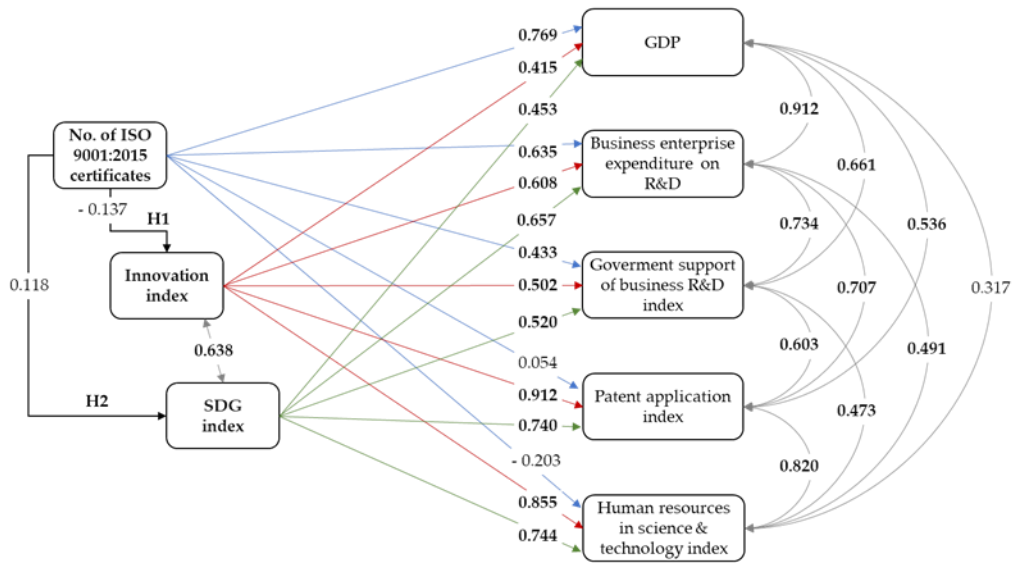 No. of ISO
9001:2015
certificates
- 0.137
H1
0.118
Innovation
index
0.638
H2
SDG
index
0.769
0.415
0.453
0.635
0.608
0.657
0.433
0.502
0.520
0.054
0.912
0.740
- 0.203
0.855
0.744
GDP
Business enterprise
expenditure on
R&D
Goverment support
of business R&D
index
Patent application
index
Human resources
in science &
technology index
0.912
0.661
0.734
0.536
0.707
0.317
0.603
0.491
0.473
0.820